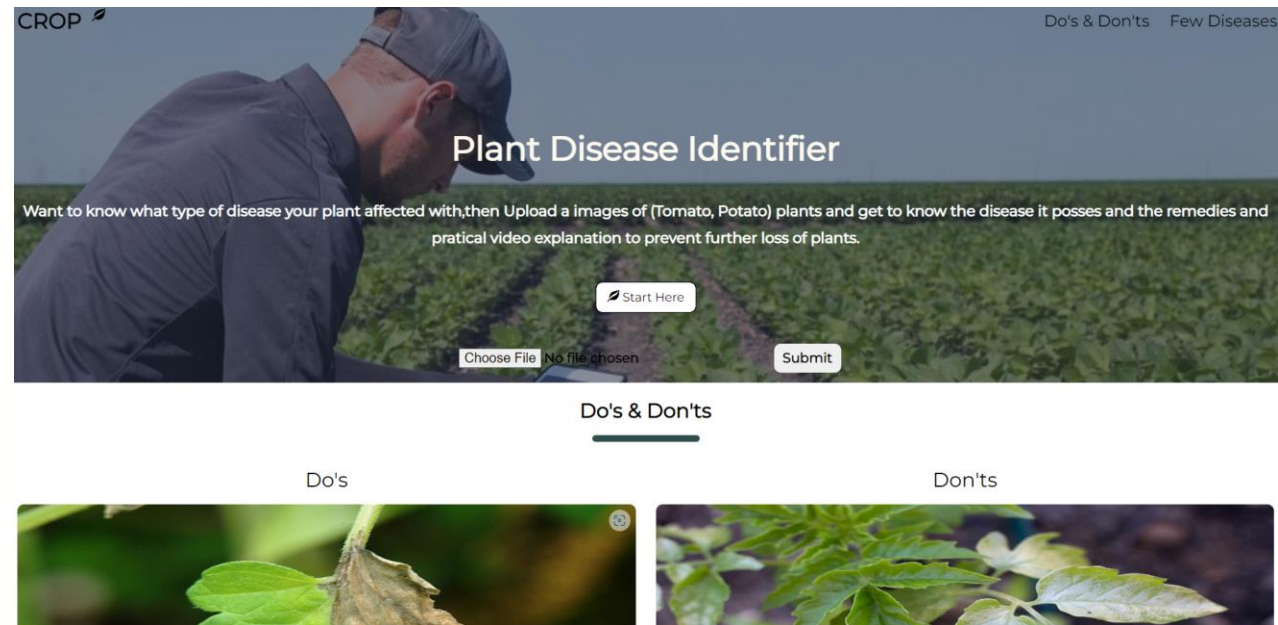 CROP
Do's & Don'ts Few Diseases
Plant Disease Identifier
Want to know what type of disease your plant affected with,then Upload a images of (Tomato, Potato) plants and get to know the disease it posses and the remedies and
pratical video explanation to prevent further loss of plants.
Start Here
Choose File No file chosen
Submit
Do's & Don'ts
Do's
Don'ts